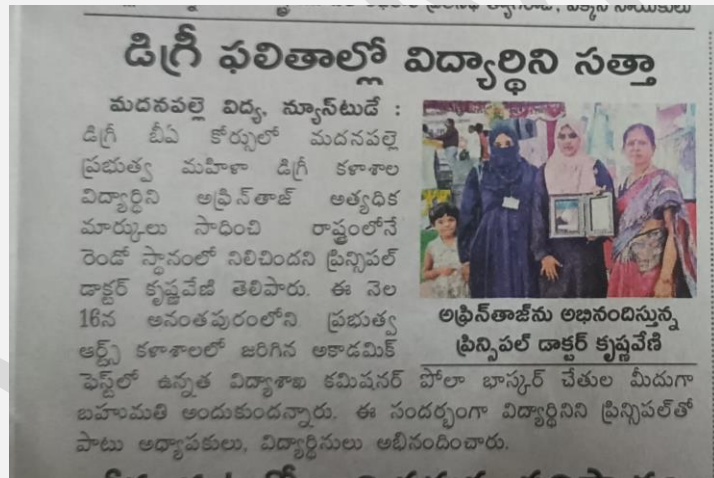 డిగ్రీ ఫలితాల్లో విద్యార్థిని సత్తా
మదనపల్లె విద్య, న్యూస్‌టుడే :
డిగ్రీ బీఏ కోర్సులో మదనపల్లె
ప్రభుత్వ మహిళా డిగ్రీ కళాశాల
విద్యార్థిని అఫ్రిన్‌తాజ్ అత్యధిక
మార్కులు సాధించి రాష్ట్రంలోనే
రెండో స్థానంలో నిలిచిందని ప్రిన్సిపల్
డాక్టర్ కృష్ణవేణి తెలిపారు. ఈ నెల
16న అనంతపురంలోని ప్రభుత్వ
ఆర్ట్స్ కళాశాలలో జరిగిన అకాడమిక్
ఫెస్ట్‌లో ఉన్నత విద్యాశాఖ కమిషనర్ పోలా బాస్కర్ చేతుల మీదుగా
బహుమతి అందుకుందన్నారు. ఈ సందర్భంగా విద్యార్థినిని ప్రిన్సిపల్‌తో
పాటు అధ్యాపకులు, విద్యార్థినులు అభినందించారు.
అఫ్రిన్‌తాజ్‌ను అభినందిస్తున్న
ప్రిన్సిపల్ డాక్టర్ కృష్ణవేణి